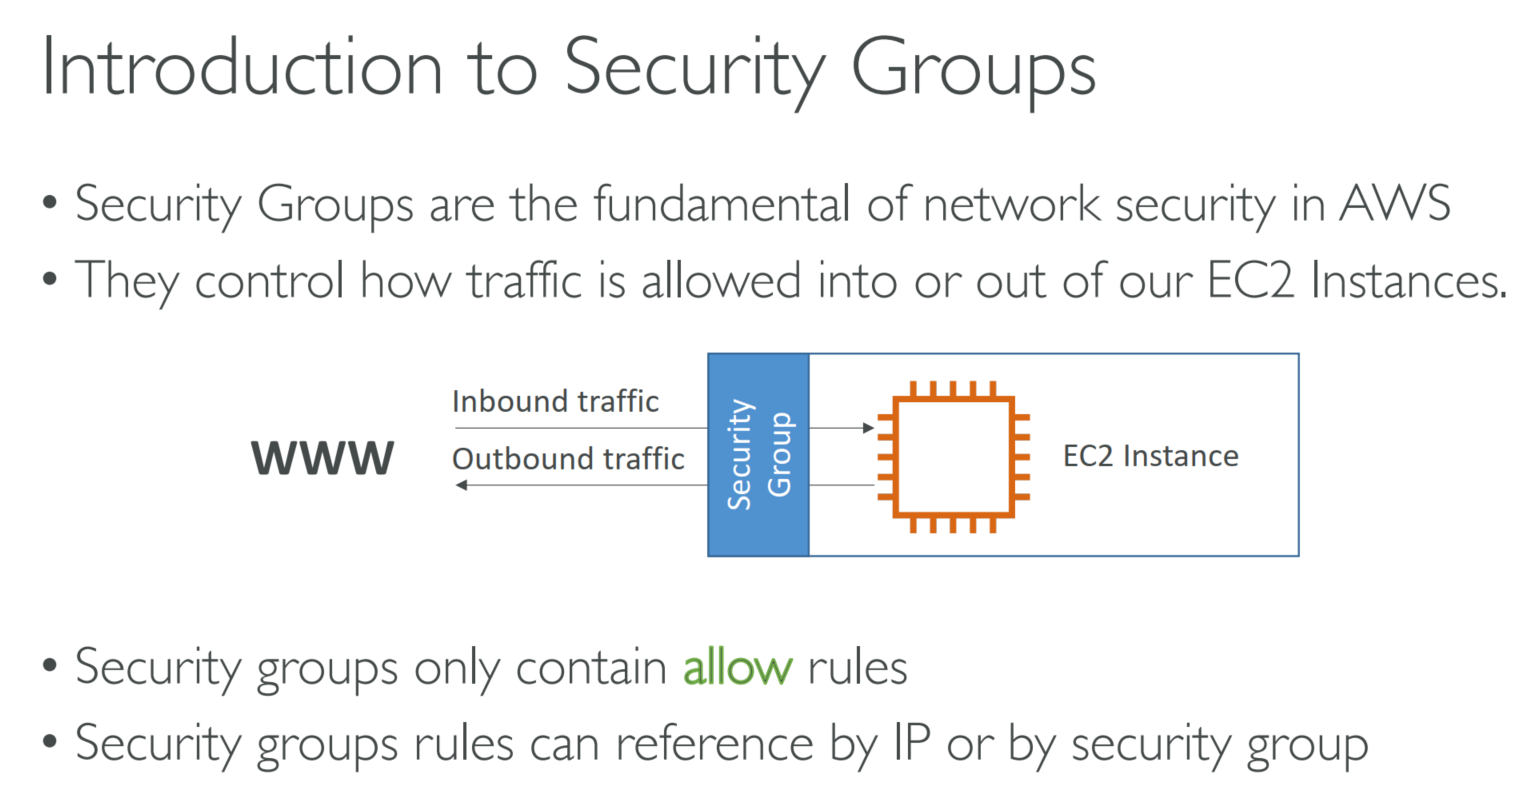 Introduction to Security Groups
• Security Groups are the fundamental of network security in AWS
• They control how traffic is allowed into or out of our EC2 Instances.
Inbound traffic
WWW
Outbound traffic
Security
Group
EC2 Instance
• Security groups only contain allow rules
• Security groups rules can reference by IP or by security group